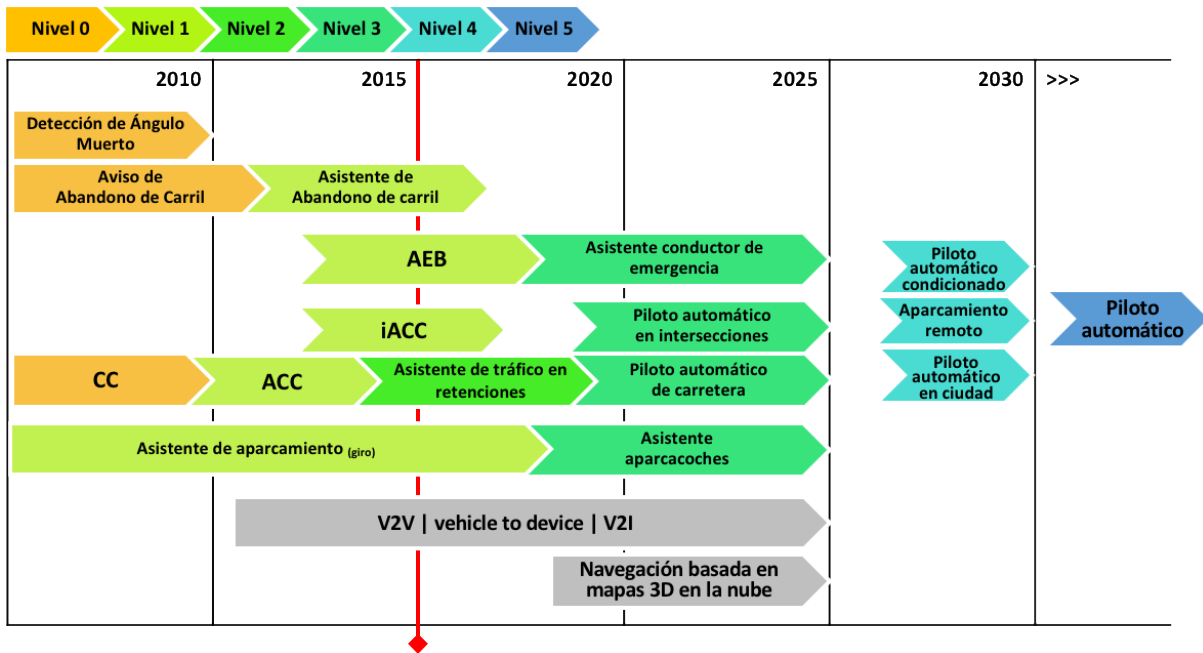 Nivel 0
Nivel 1
Nivel 2
Nivel 3
Nivel 4
Nivel 5
2010
2015
2020
2025
2030
>>>
Detección de Ángulo
Muerto
Aviso de
Abandono de Carril
Asistente de
Abandono de carril
AEB
Asistente conductor de
emergencia
Piloto
automático
condicionado
iACC
Piloto automático
en intersecciones
Aparcamiento
remoto
Piloto
automático
CC
ACC
Asistente de tráfico en
retenciones
Piloto automático
de carretera
Piloto
automático
en ciudad
Asistente de aparcamiento (giro)
Asistente
aparcacoches
V2V | vehicle to device | V2I
Navegación basada en
mapas 3D en la nube